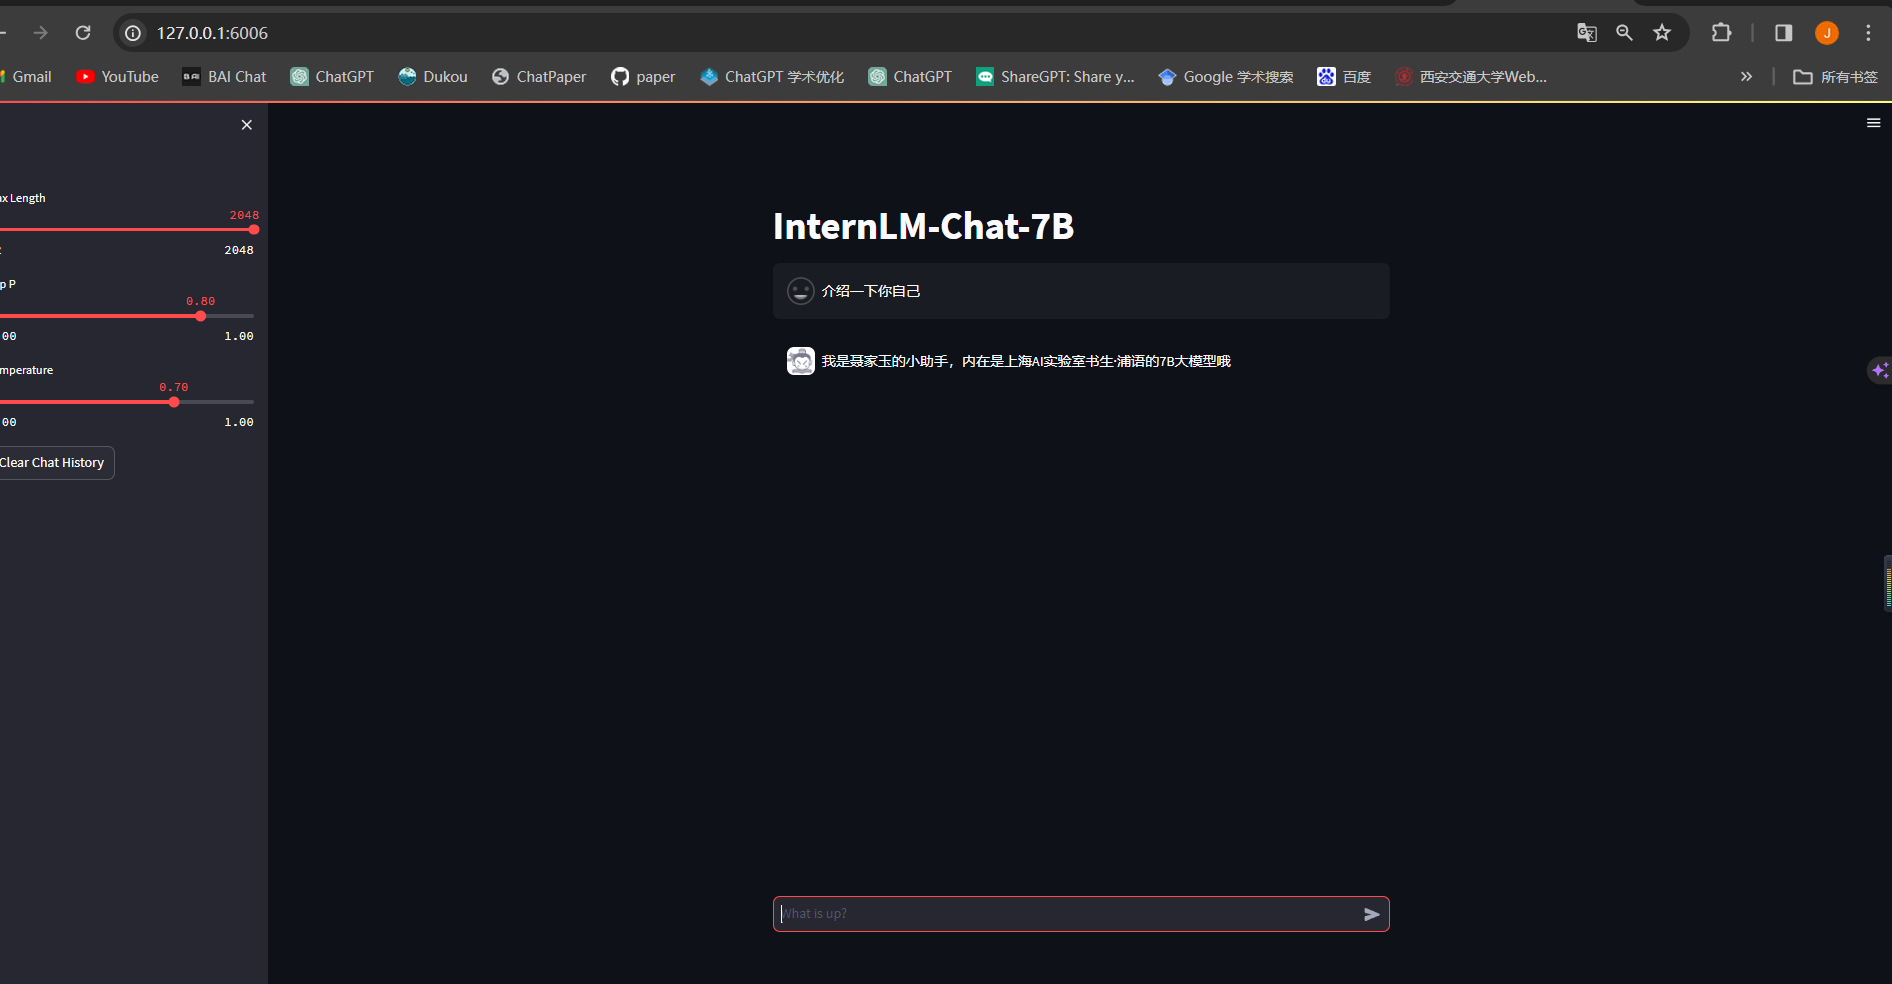 127.0.0.1:6006
J
Gmail YouTube BAI Chat ChatGPT Dukou ChatPaper paper ChatGPT 学术优化 ChatGPT ShareGPT: Share y... Google 学术搜索 百度 西安交通大学Web... » 所有书签
x Length
2048
2048
p P
0.80
00 1.00
mperature
0.70
00 1.00
Clear Chat History
InternLM-Chat-7B
介绍一下你自己
我是聂家玉的小助手，内在是上海AI实验室书生·浦语的7B大模型哦
What is up?